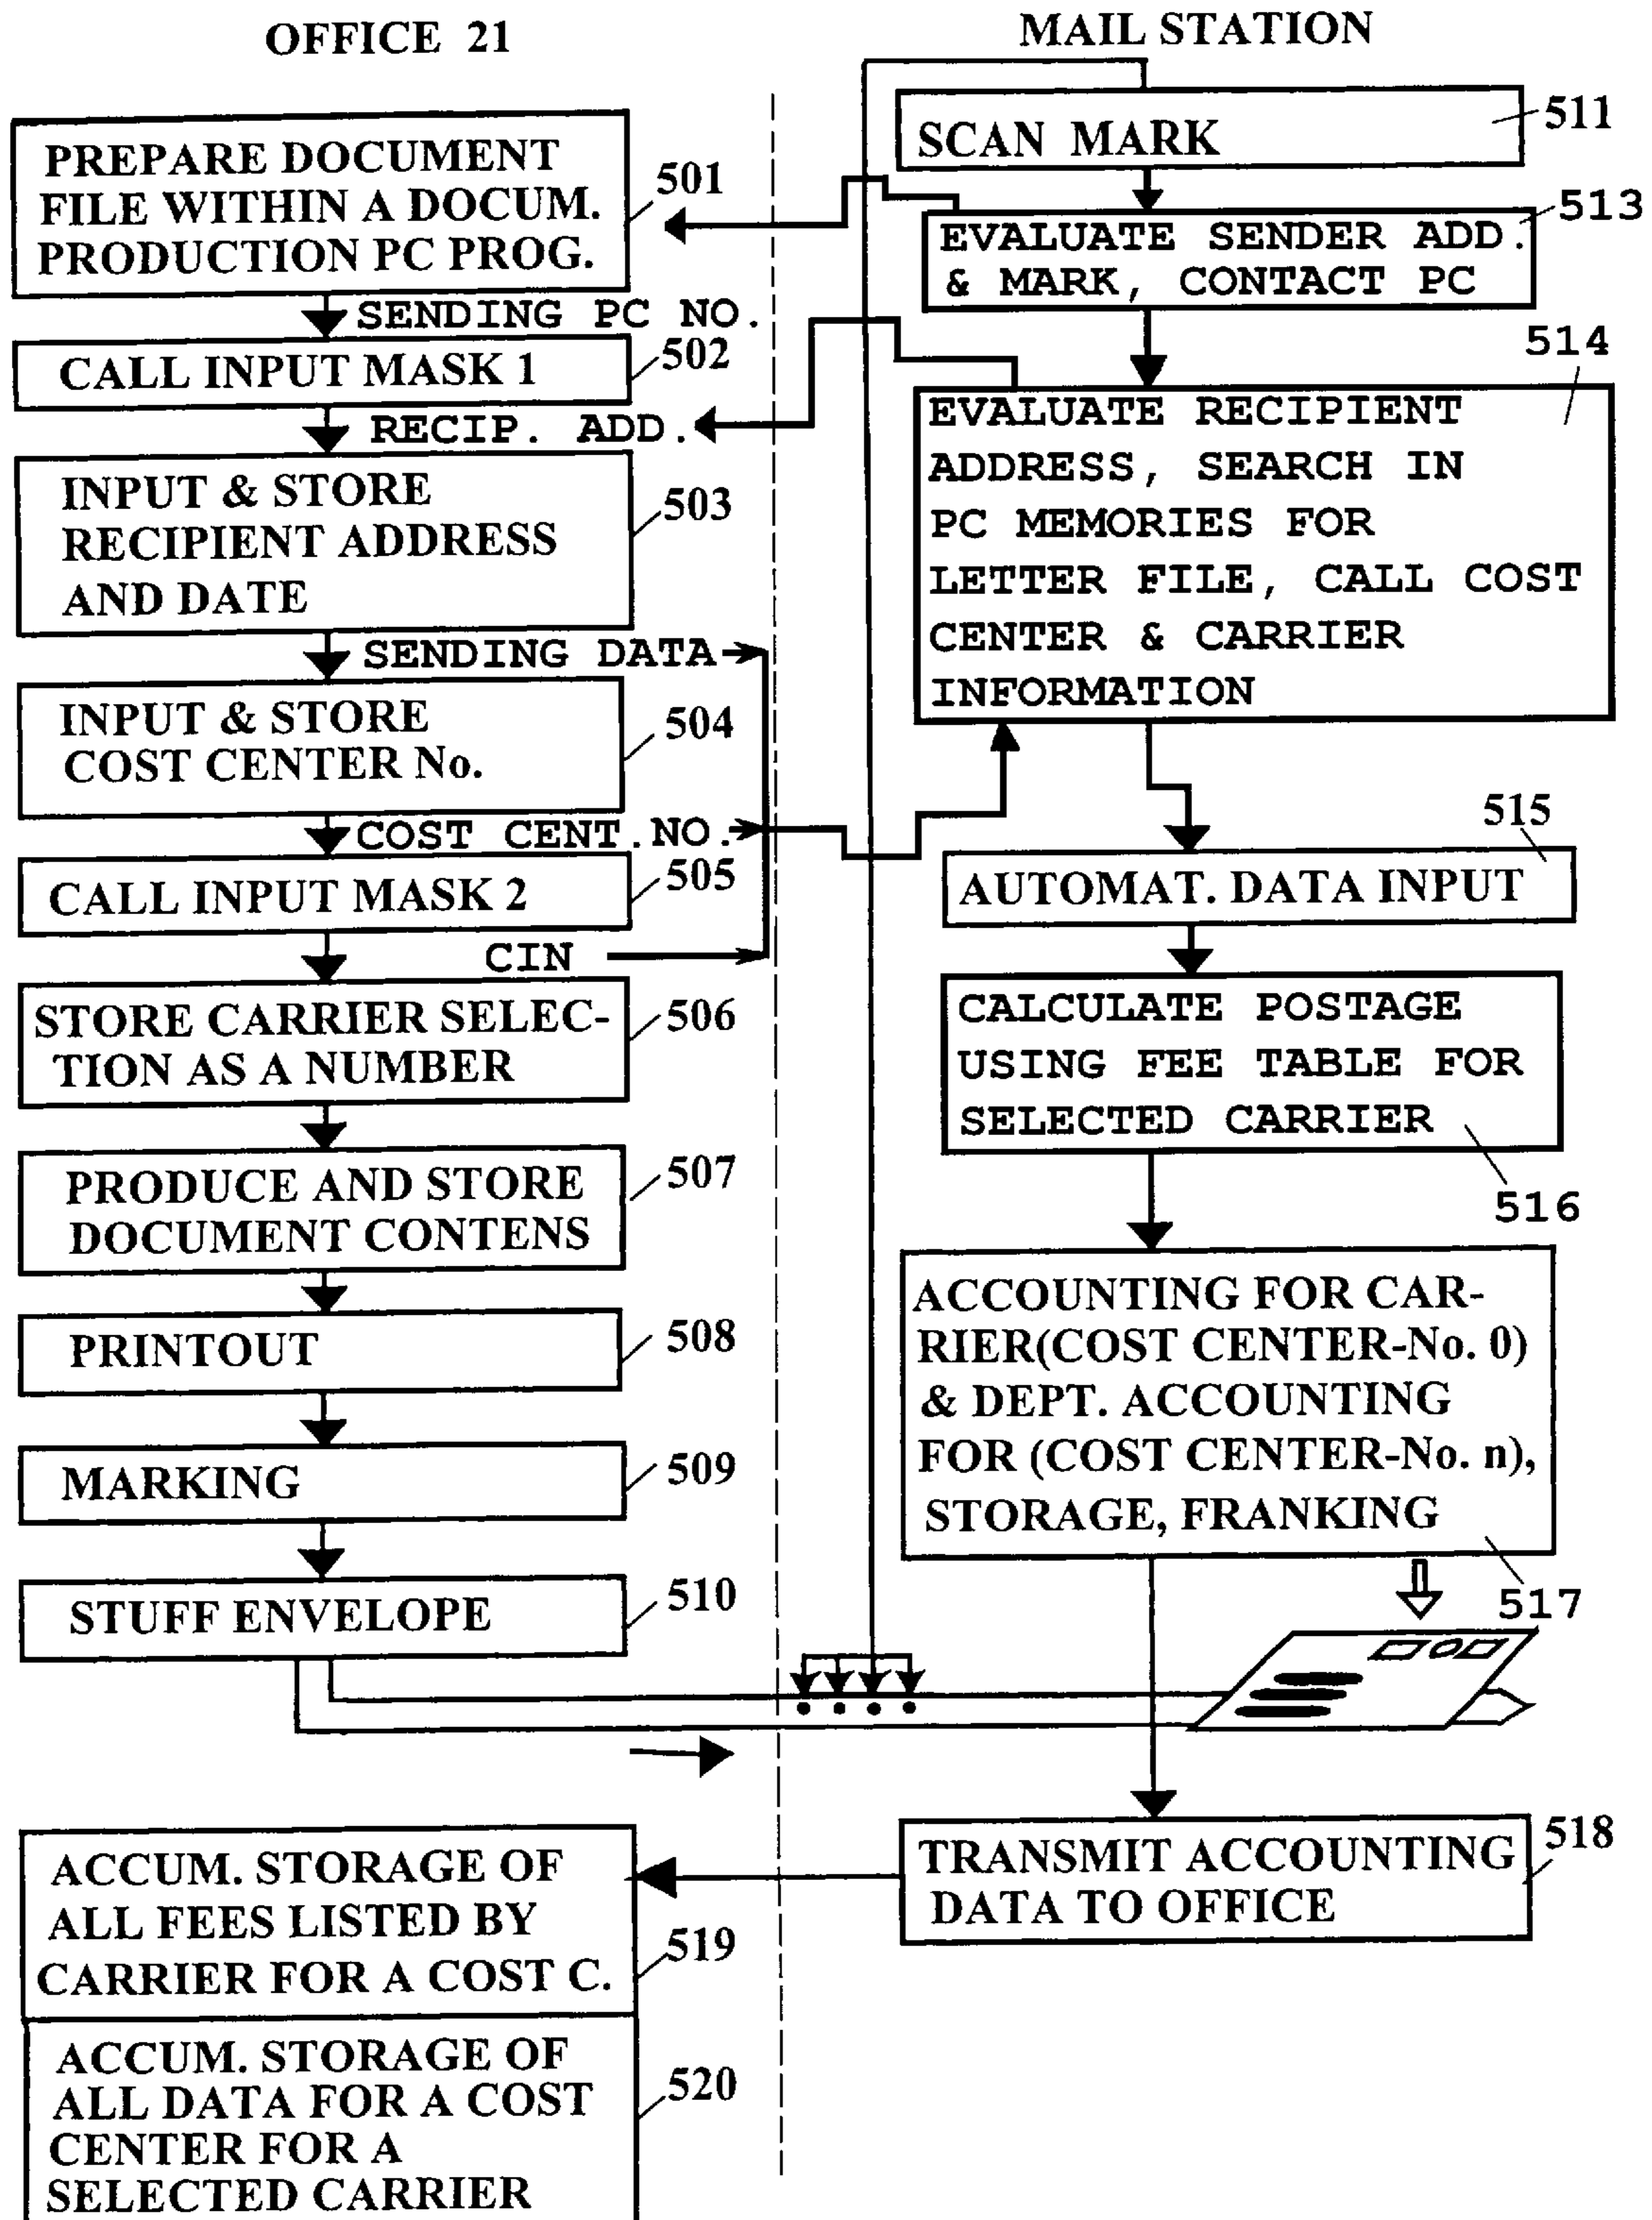 OFFICE 21
PREPARE DOCUMENT
FILE WITHIN A DOCUM.
PRODUCTION PC PROG.
501
SENDING PC NO.
CALL INPUT MASK 1
502
RECIP. ADD.
INPUT & STORE
RECIPIENT ADDRESS
AND DATE
503
SENDING DATA
INPUT & STORE
COST CENTER No.
504
COST CENT.NO.
CALL INPUT MASK 2
505
CIN
STORE CARRIER SELEC-
TION AS A NUMBER
506
PRODUCE AND STORE
DOCUMENT CONTENS
507
PRINTOUT
508
MARKING
509
STUFF ENVELOPE
510
ACCUM. STORAGE OF
ALL FEES LISTED BY
CARRIER FOR A COST C.
519
ACCUM. STORAGE OF
ALL DATA FOR A COST
CENTER FOR A
SELECTED CARRIER
520
MAIL STATION
SCAN MARK
511
EVALUATE SENDER ADD.
& MARK, CONTACT PC
513
514
EVALUATE RECIPIENT
ADDRESS, SEARCH IN
PC MEMORIES FOR
LETTER FILE, CALL COST
CENTER & CARRIER
INFORMATION
515
AUTOMAT. DATA INPUT
CALCULATE POSTAGE
USING FEE TABLE FOR
SELECTED CARRIER
516
ACCOUNTING FOR CAR-
RIER(COST CENTER-No. 0)
& DEPT. ACCOUNTING
FOR (COST CENTER-No. n),
STORAGE, FRANKING
517
TRANSMIT ACCOUNTING
DATA TO OFFICE
518